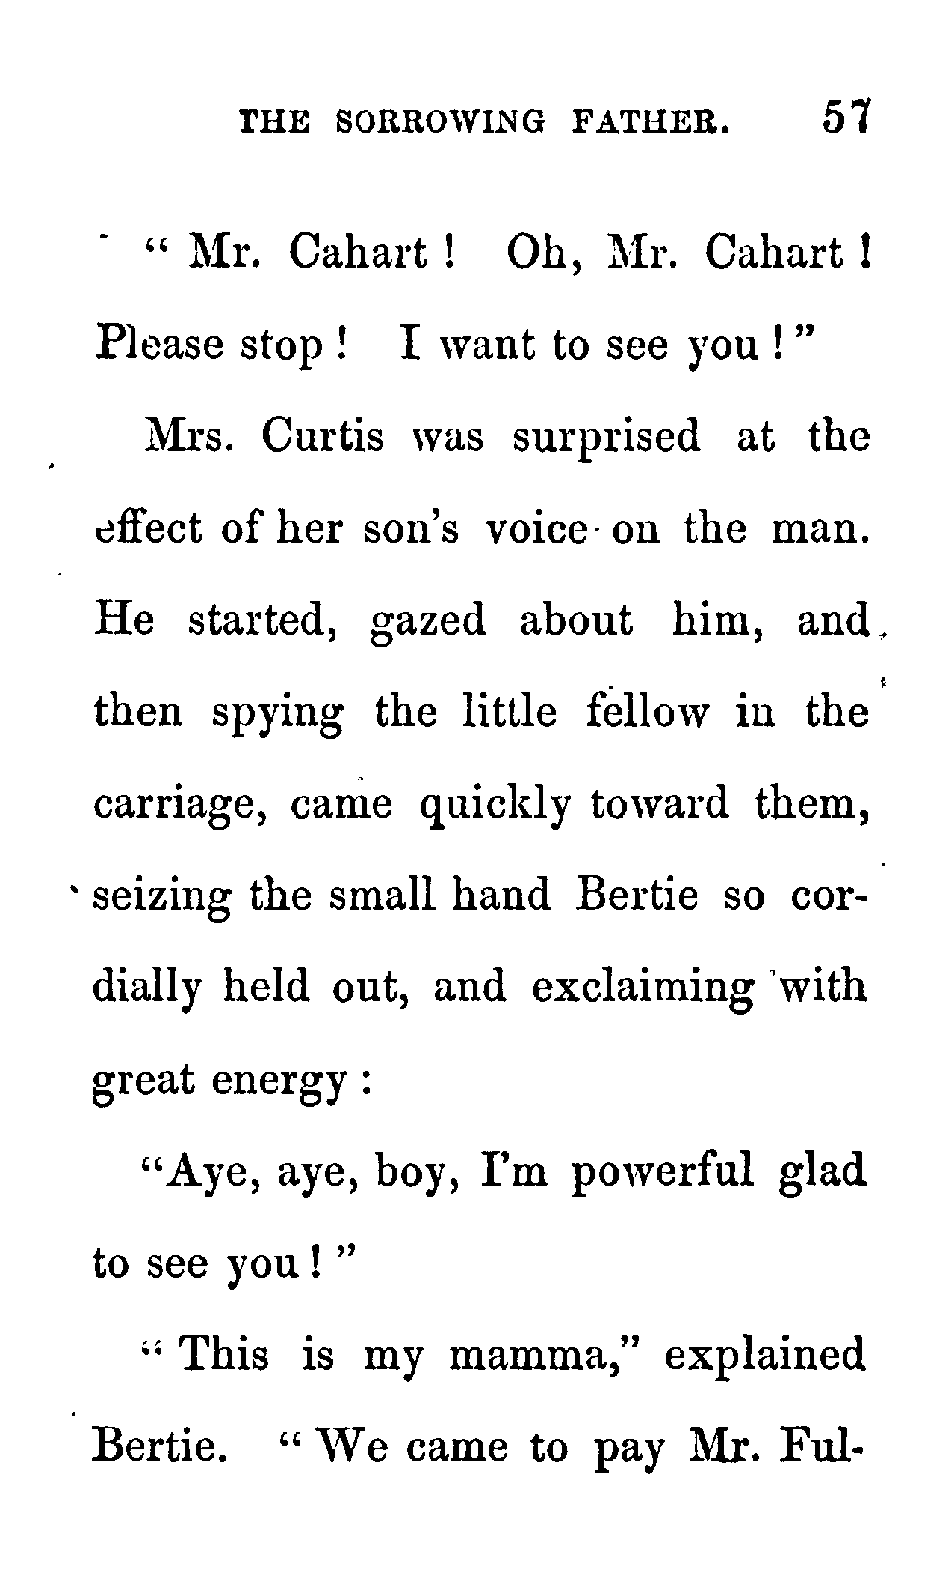 THE SORROWING FATHER. 57
“ Mr. Cahart ! Oh, Mr. Cahart !
Please stop ! I want to see you ! ”
Mrs. Curtis was surprised at the
effect of her son’s voice on the man.
He started, gazed about him, and
then spying the little fellow in the
carriage, came quickly toward them,
seizing the small hand Bertie so cor-
dially held out, and exclaiming with
great energy :
“Aye, aye, boy, I’m powerful glad
to see you ! ”
“ This is my mamma,” explained
Bertie. “ We came to pay Mr. Ful-